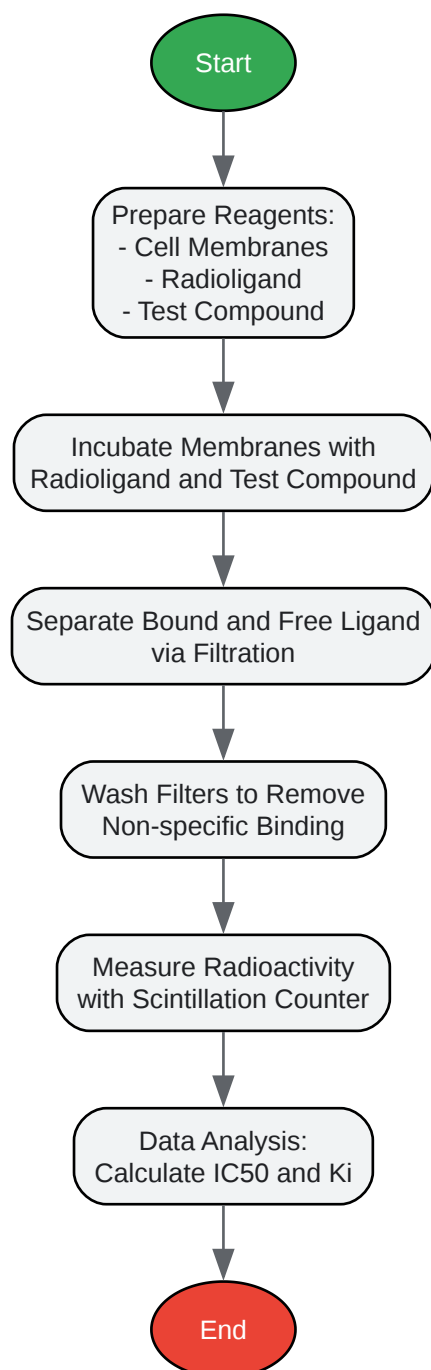 Start
Prepare Reagents:
- Cell Membranes
- Radioligand
- Test Compound
Incubate Membranes with
Radioligand and Test Compound
Separate Bound and Free Ligand
via Filtration
Wash Filters to Remove
Non-specific Binding
Measure Radioactivity
with Scintillation Counter
Data Analysis:
Calculate IC50 and Ki
End